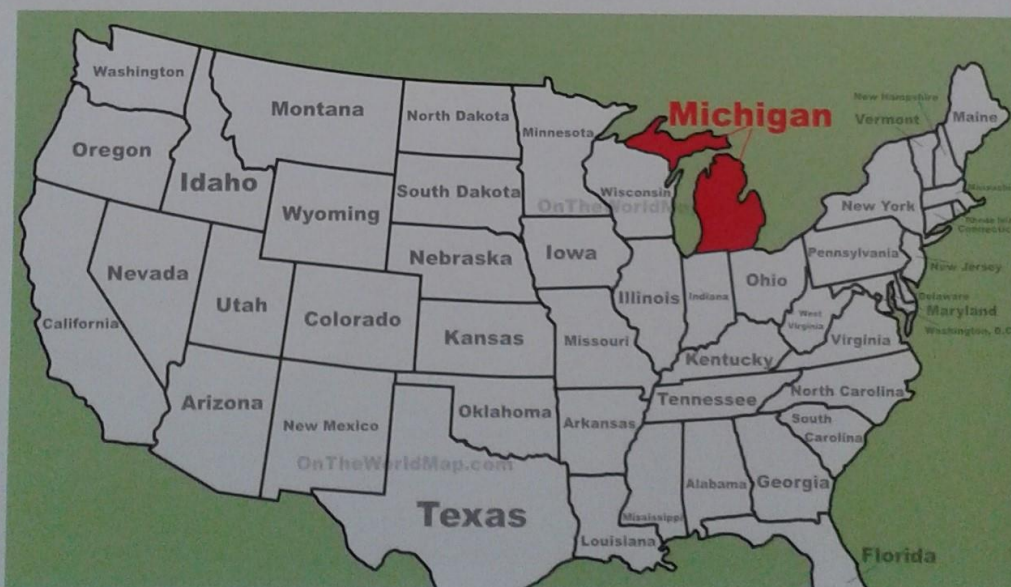 Washington
Montana
North Dakota
Minnesota
Michigan
New Hampshire
Vermont
Maine
Oregon
Idaho
Wyoming
South Dakota
Wisconsin
OnTheWorldM
New York
Nevada
Nebraska
Iowa
Pennsylvania
New Jersey
Utah
Colorado
Illinois
Indiana
Ohio
West
Virginia
Delaware
Maryland
California
Kansas
Missouri
Kentucky
Virginia
Arizona
New Mexico
Oklahoma
Arkansas
Tennessee
North Carolina
South
Carolina
OnTheWorldMap.com
Texas
Louisiana
Mississippi
Alabama
Georgia
Florida